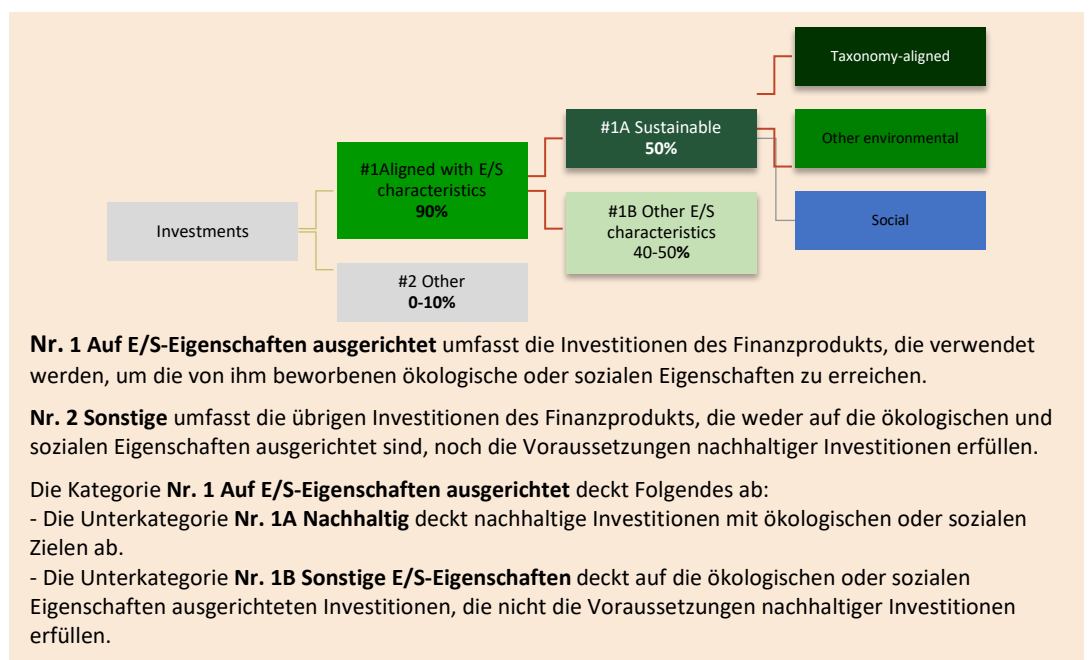 Taxonomy-aligned
#1A Sustainable
50%
Other environmental
#1Aligned with E/S
characteristics
90%
#1B Other E/S
characteristics
40-50%
Social
Investments
#2 Other
0-10%
Nr. 1 Auf E/S-Eigenschaften ausgerichtet umfasst die Investitionen des Finanzprodukts, die verwendet
werden, um die von ihm beworbenen ökologische oder sozialen Eigenschaften zu erreichen.
Nr. 2 Sonstige umfasst die übrigen Investitionen des Finanzprodukts, die weder auf die ökologischen und
sozialen Eigenschaften ausgerichtet sind, noch die Voraussetzungen nachhaltiger Investitionen erfüllen.
Die Kategorie Nr. 1 Auf E/S-Eigenschaften ausgerichtet deckt Folgendes ab:
- Die Unterkategorie Nr. 1A Nachhaltig deckt nachhaltige Investitionen mit ökologischen oder sozialen
Zielen ab.
- Die Unterkategorie Nr. 1B Sonstige E/S-Eigenschaften deckt auf die ökologischen oder sozialen
Eigenschaften ausgerichteten Investitionen, die nicht die Voraussetzungen nachhaltiger Investitionen
erfüllen.